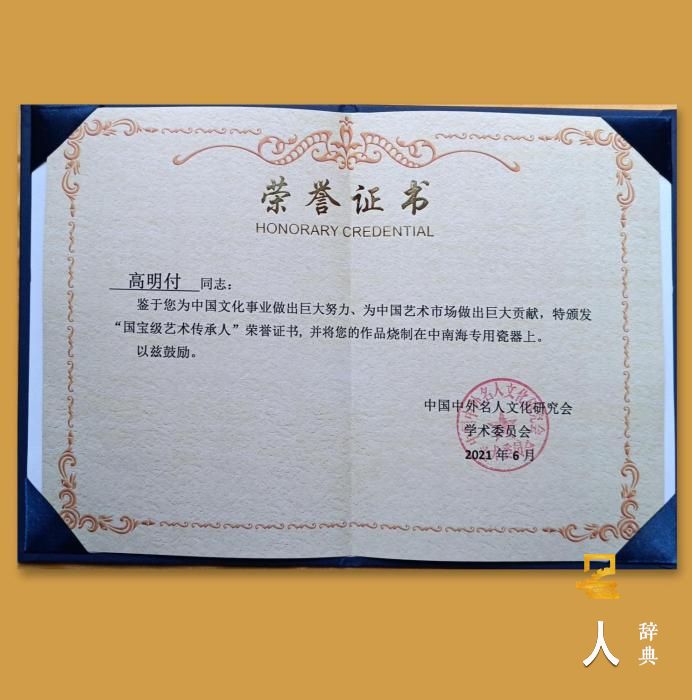 荣誉证书
HONORARY CREDENTIAL
高明付 同志：
鉴于您为中国文化事业做出巨大努力、为中国艺术市场做出巨大贡献，特颁发
“国宝级艺术传承人”荣誉证书，并将您的作品烧制在中南海专用瓷器上。
以兹鼓励。
中国中外名人文化研究会
学术委员会
2021 年 6 月
名人
辞典